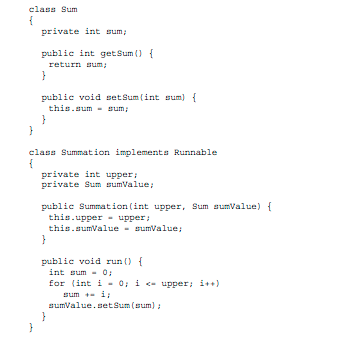 class Sum
{
private int sum;
public int getSum() {
return sum;
}
public void setSum(int sum) {
this.sum = sum;
}
}
class Summation implements Runnable
{
private int upper;
private Sum sumValue;
public Summation(int upper, Sum sumValue) {
this.upper = upper;
this.sumValue = sumValue;
}
public void run() {
int sum = 0;
for (int i = 0; i <= upper; i++)
sum += i;
sumValue.setSum(sum);
}
}